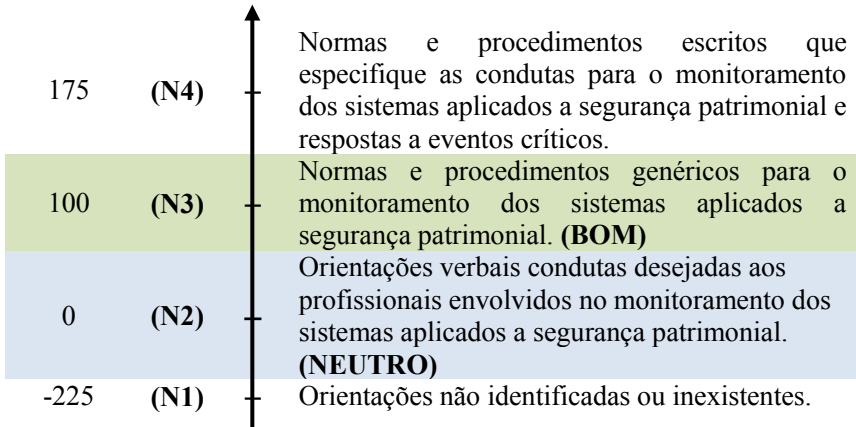 175 (N4) Normas e procedimentos escritos que
especifique as condutas para o monitoramento
dos sistemas aplicados a segurança patrimonial e
respostas a eventos críticos.
100 (N3) Normas e procedimentos genéricos para o
monitoramento dos sistemas aplicados a
segurança patrimonial. (BOM)
0 (N2) Orientações verbais condutas desejadas aos
profissionais envolvidos no monitoramento dos
sistemas aplicados a segurança patrimonial.
(NEUTRO)
-225 (N1) Orientações não identificadas ou inexistentes.